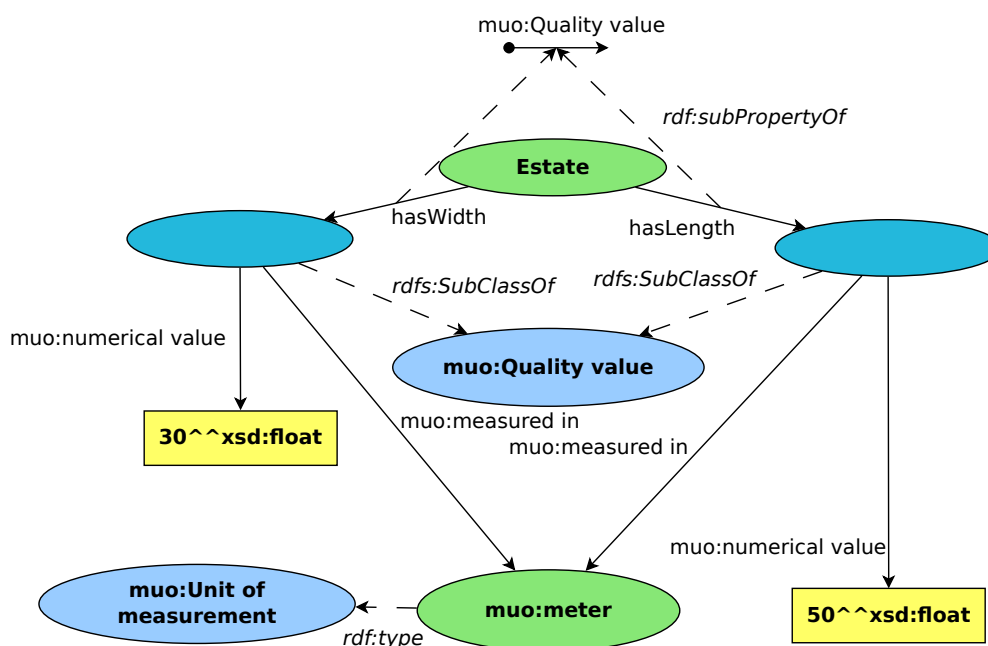 muo:Quality value
rdf:subPropertyOf
Estate
hasWidth
hasLength
rdfs:SubClassOf
rdfs:SubClassOf
muo:numerical value
muo:Quality value
30^^xsd:float
muo:measured in
muo:measured in
muo:numerical value
muo:Unit of
measurement
muo:meter
50^^xsd:float
rdf:type